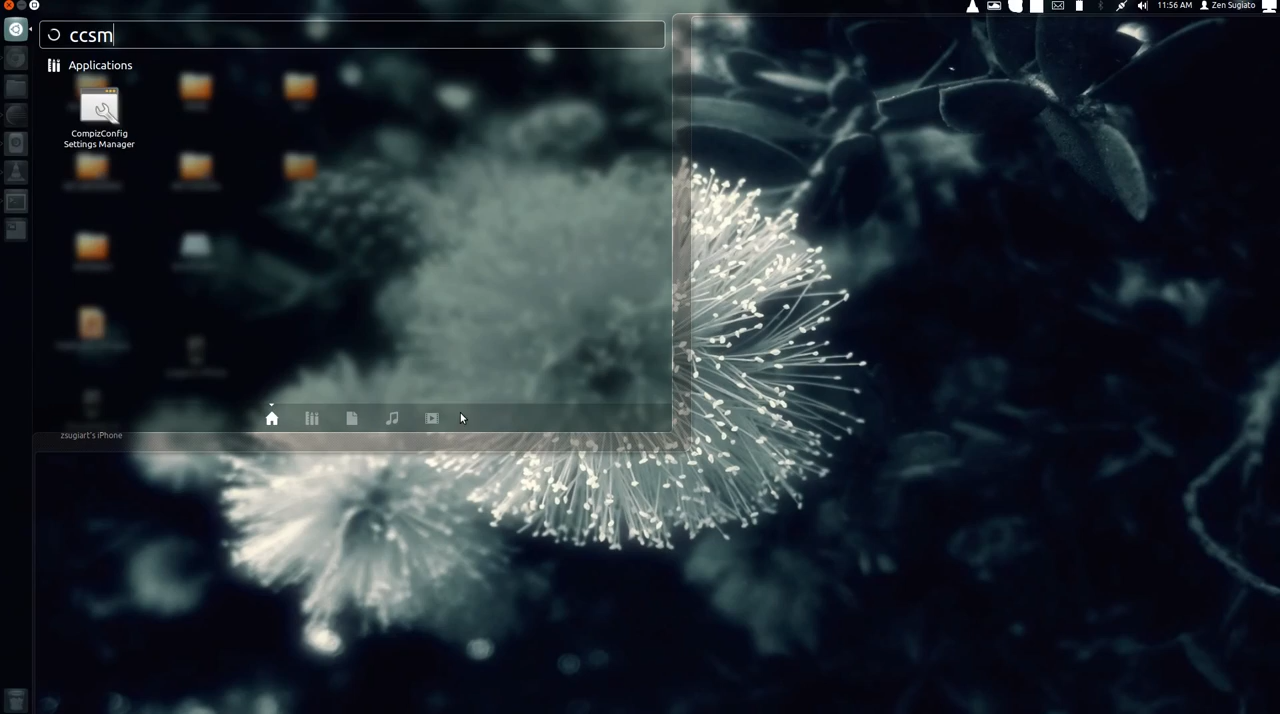 11:56 AM
Zen Sugiato
ccsm
Applications
CompizConfig
Settings Manager
zsugiart's iPhone